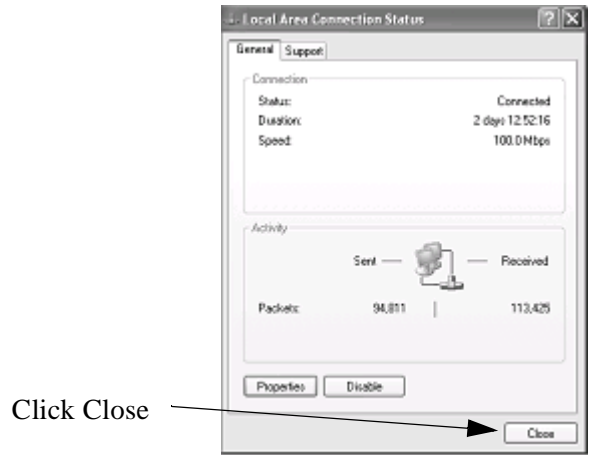 Local Area Connection Status
General Support
Connection
Status: Connected
Duration: 2 days 12:52:16
Speed: 100.0 Mbps
Activity
Sent — — Received
Packets: 94,811 | 113,425
Properties Disable
Click Close
Close